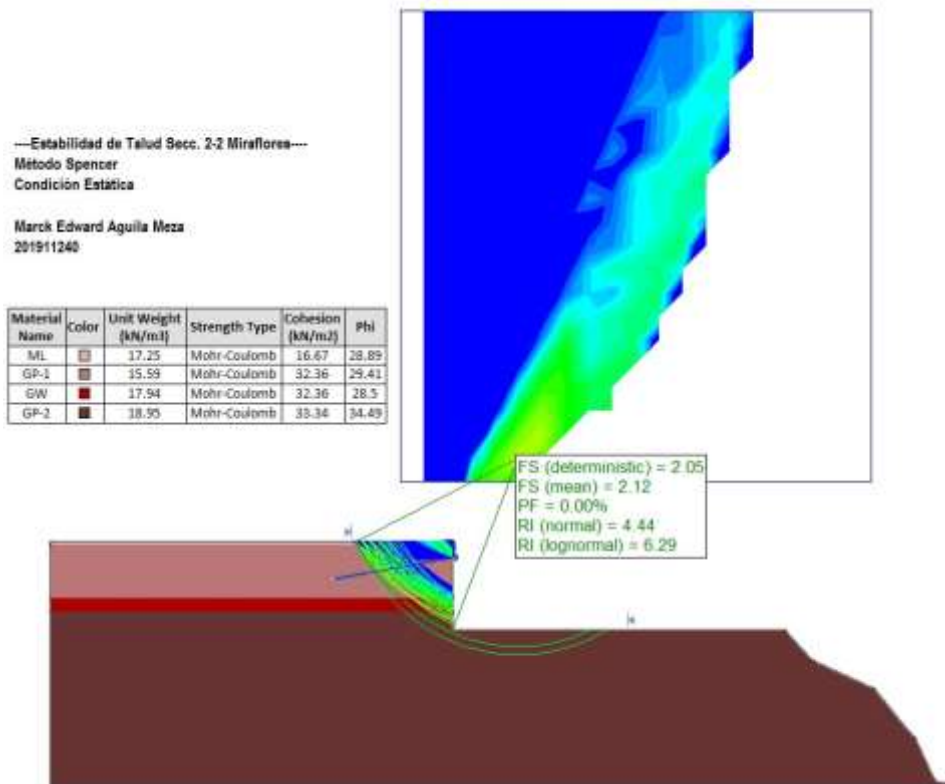 ----Estabilidad de Talud Secc. 2-2 Miraflores----
Método Spencer
Condición Estática
Marck Edward Aguila Meza
201911240
Material Name Color Unit Weight (kN/m3) Strength Type Cohesion (kN/m2) Phi
ML 17.25 Mohr-Coulomb 16.67 28.89
GP-1 15.59 Mohr-Coulomb 32.36 29.41
GW 17.94 Mohr-Coulomb 32.36 28.5
GP-2 18.95 Mohr-Coulomb 33.34 34.49
FS (deterministic) = 2.05
FS (mean) = 2.12
PF = 0.00%
RI (normal) = 4.44
RI (lognormal) = 6.29